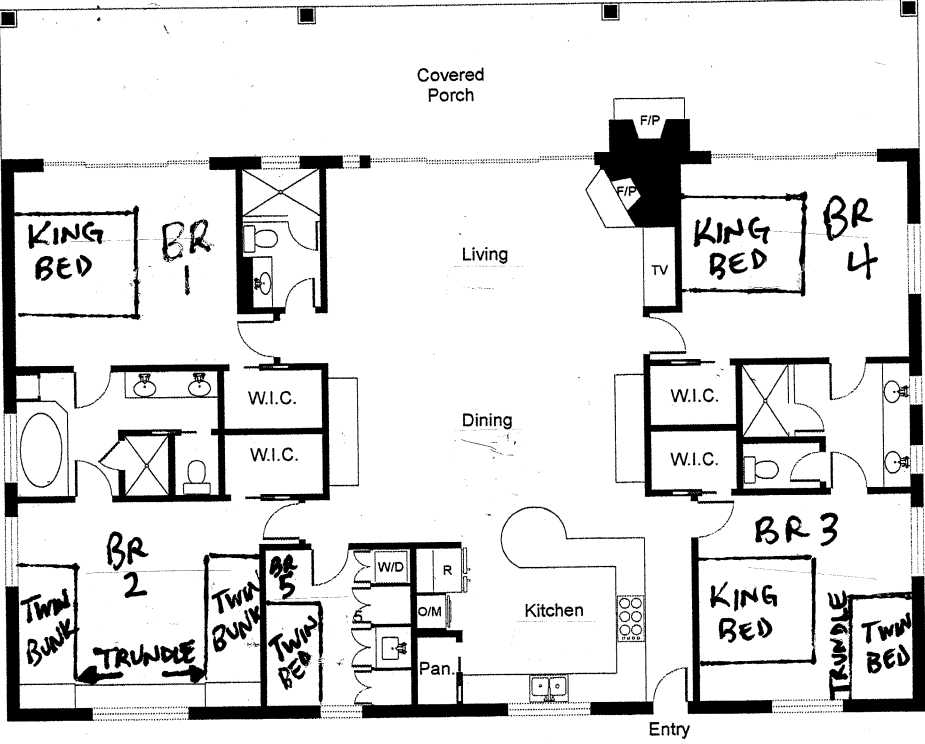 Covered
Porch
F/P
F/P
KING
BED
BR
1
Living
TV
KING
BED
BR
4
W.I.C.
W.I.C.
Dining
W.I.C.
W.I.C.
BR
2
TWIN
BUNK
TWIN
BUNK
TRUNDLE
BR
5
TWIN
BED
W/D
R
O/M
Pan.
Kitchen
BR 3
KING
BED
TRUNDLE
TWIN
BED
Entry